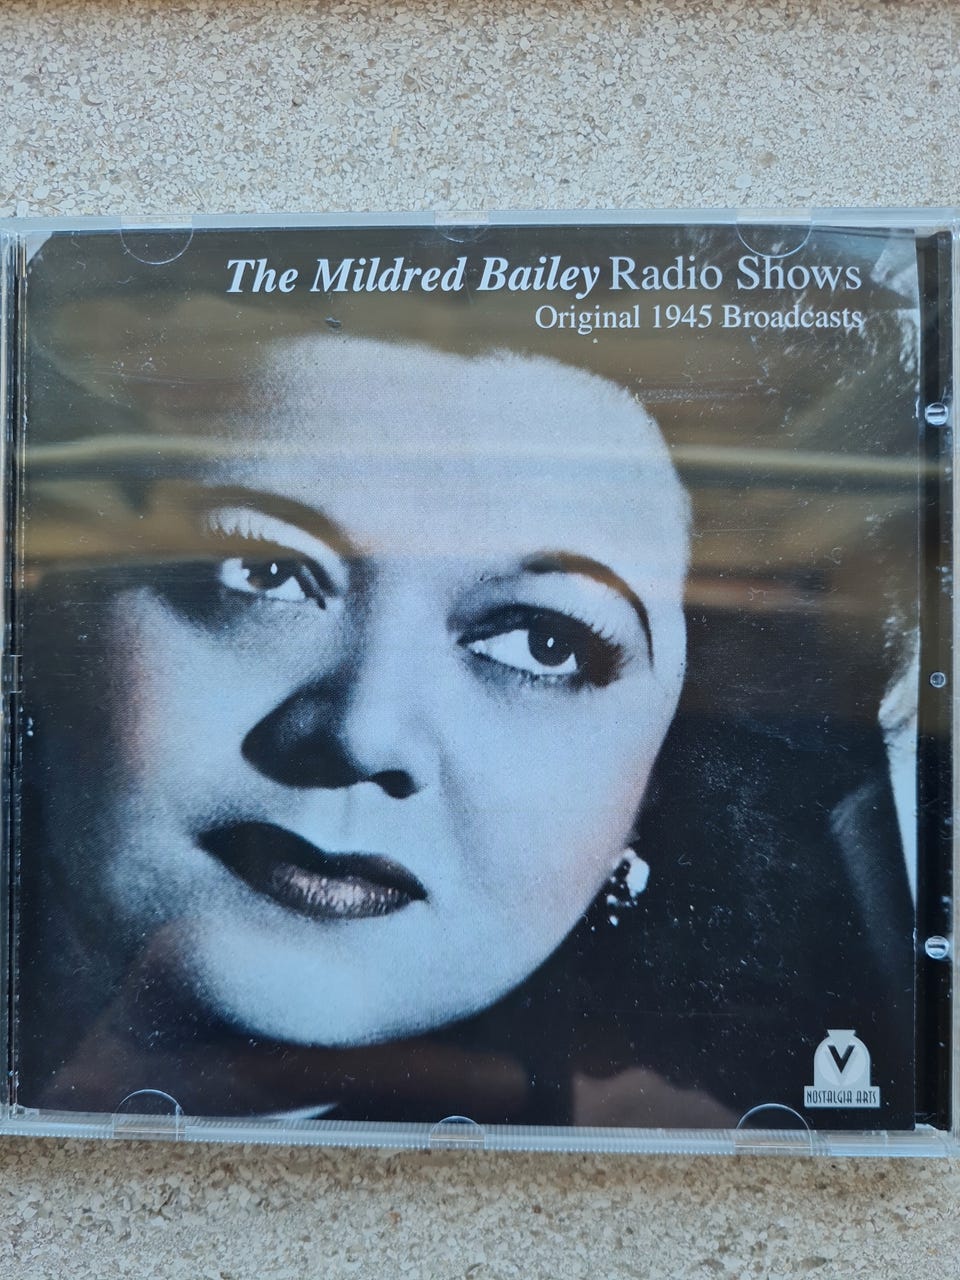 The Mildred Bailey Radio Shows
Original 1945 Broadcasts
V
NOSTALGIA ARTS